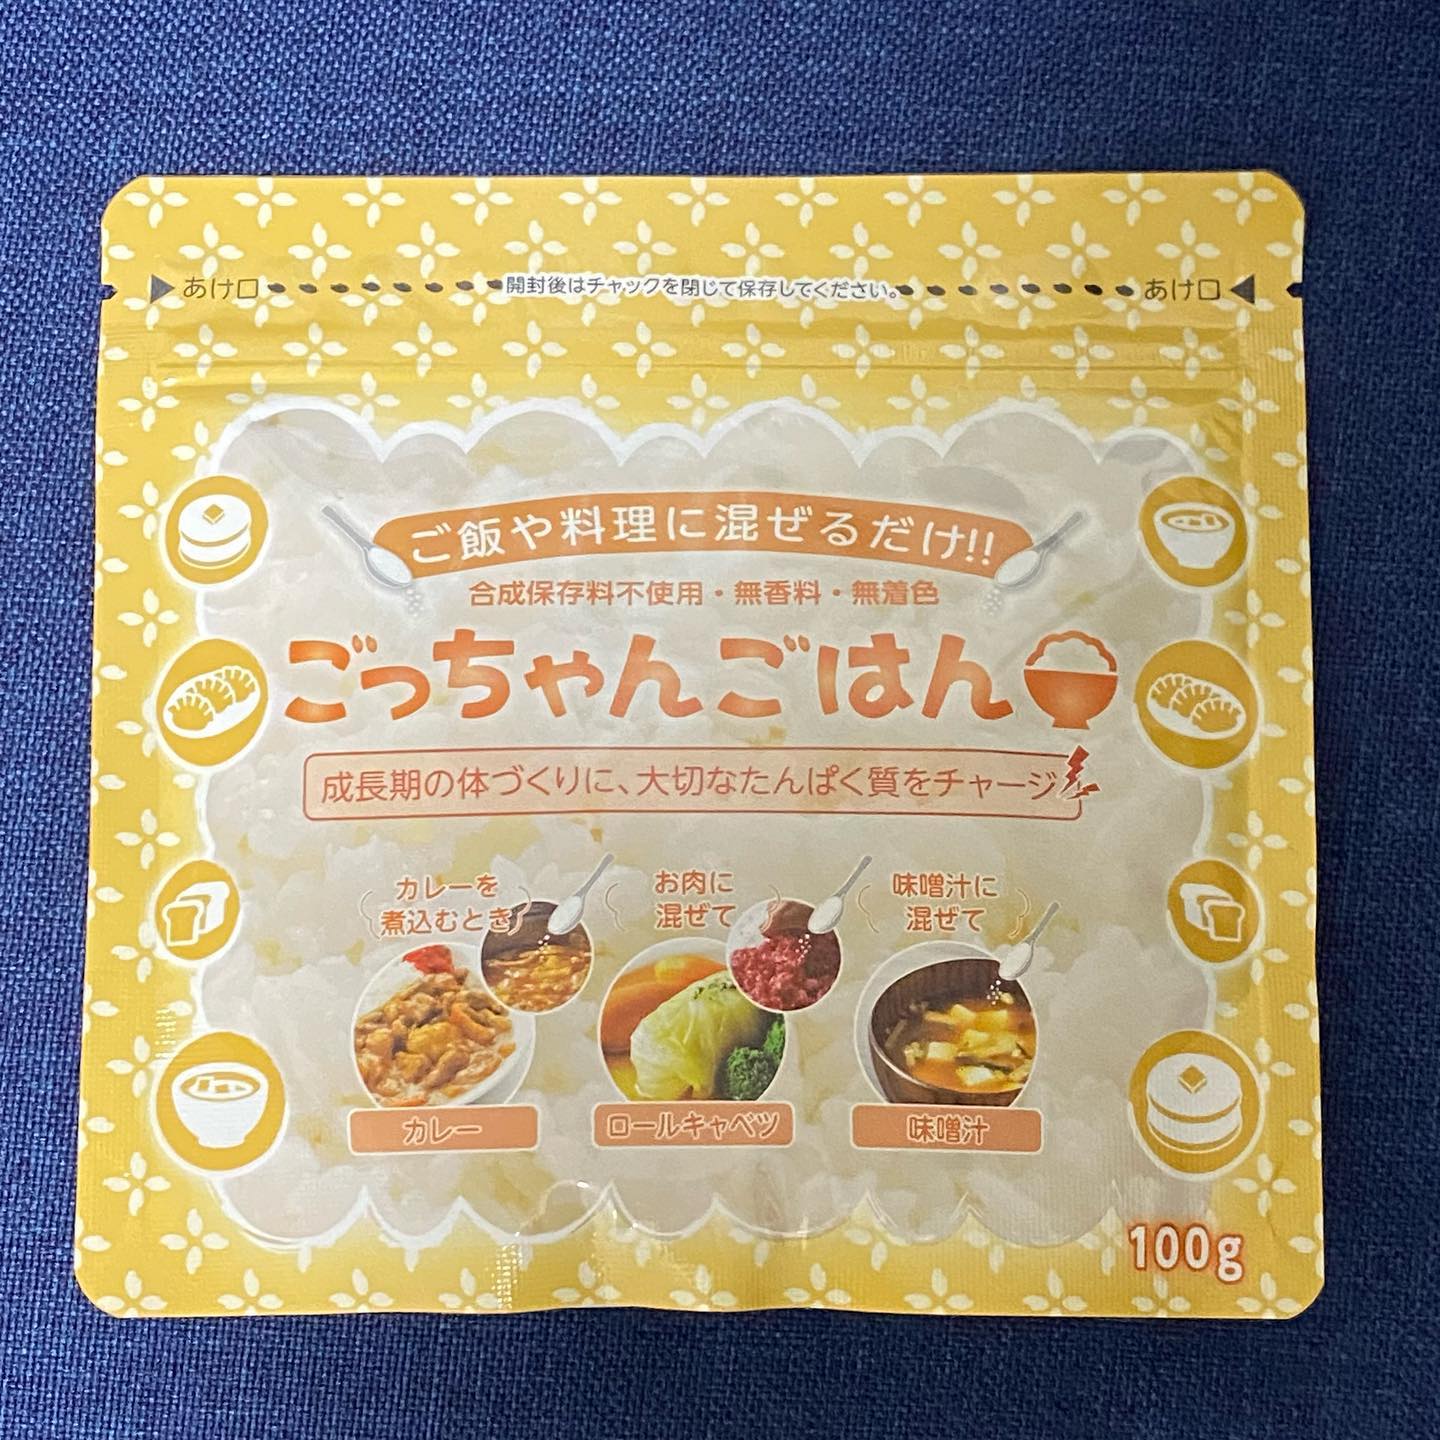 あけ口 開封後はチャックを閉じて保存してください。 あけ口
ご飯や料理に混ぜるだけ!!
合成保存料不使用・無香料・無着色
ごっちゃんごはん
成長期の体づくりに、大切なたんぱく質をチャージ
カレーを
煮込むとき
お肉に
混ぜて
味噌汁に
混ぜて
カレー
ロールキャベツ
味噌汁
100g